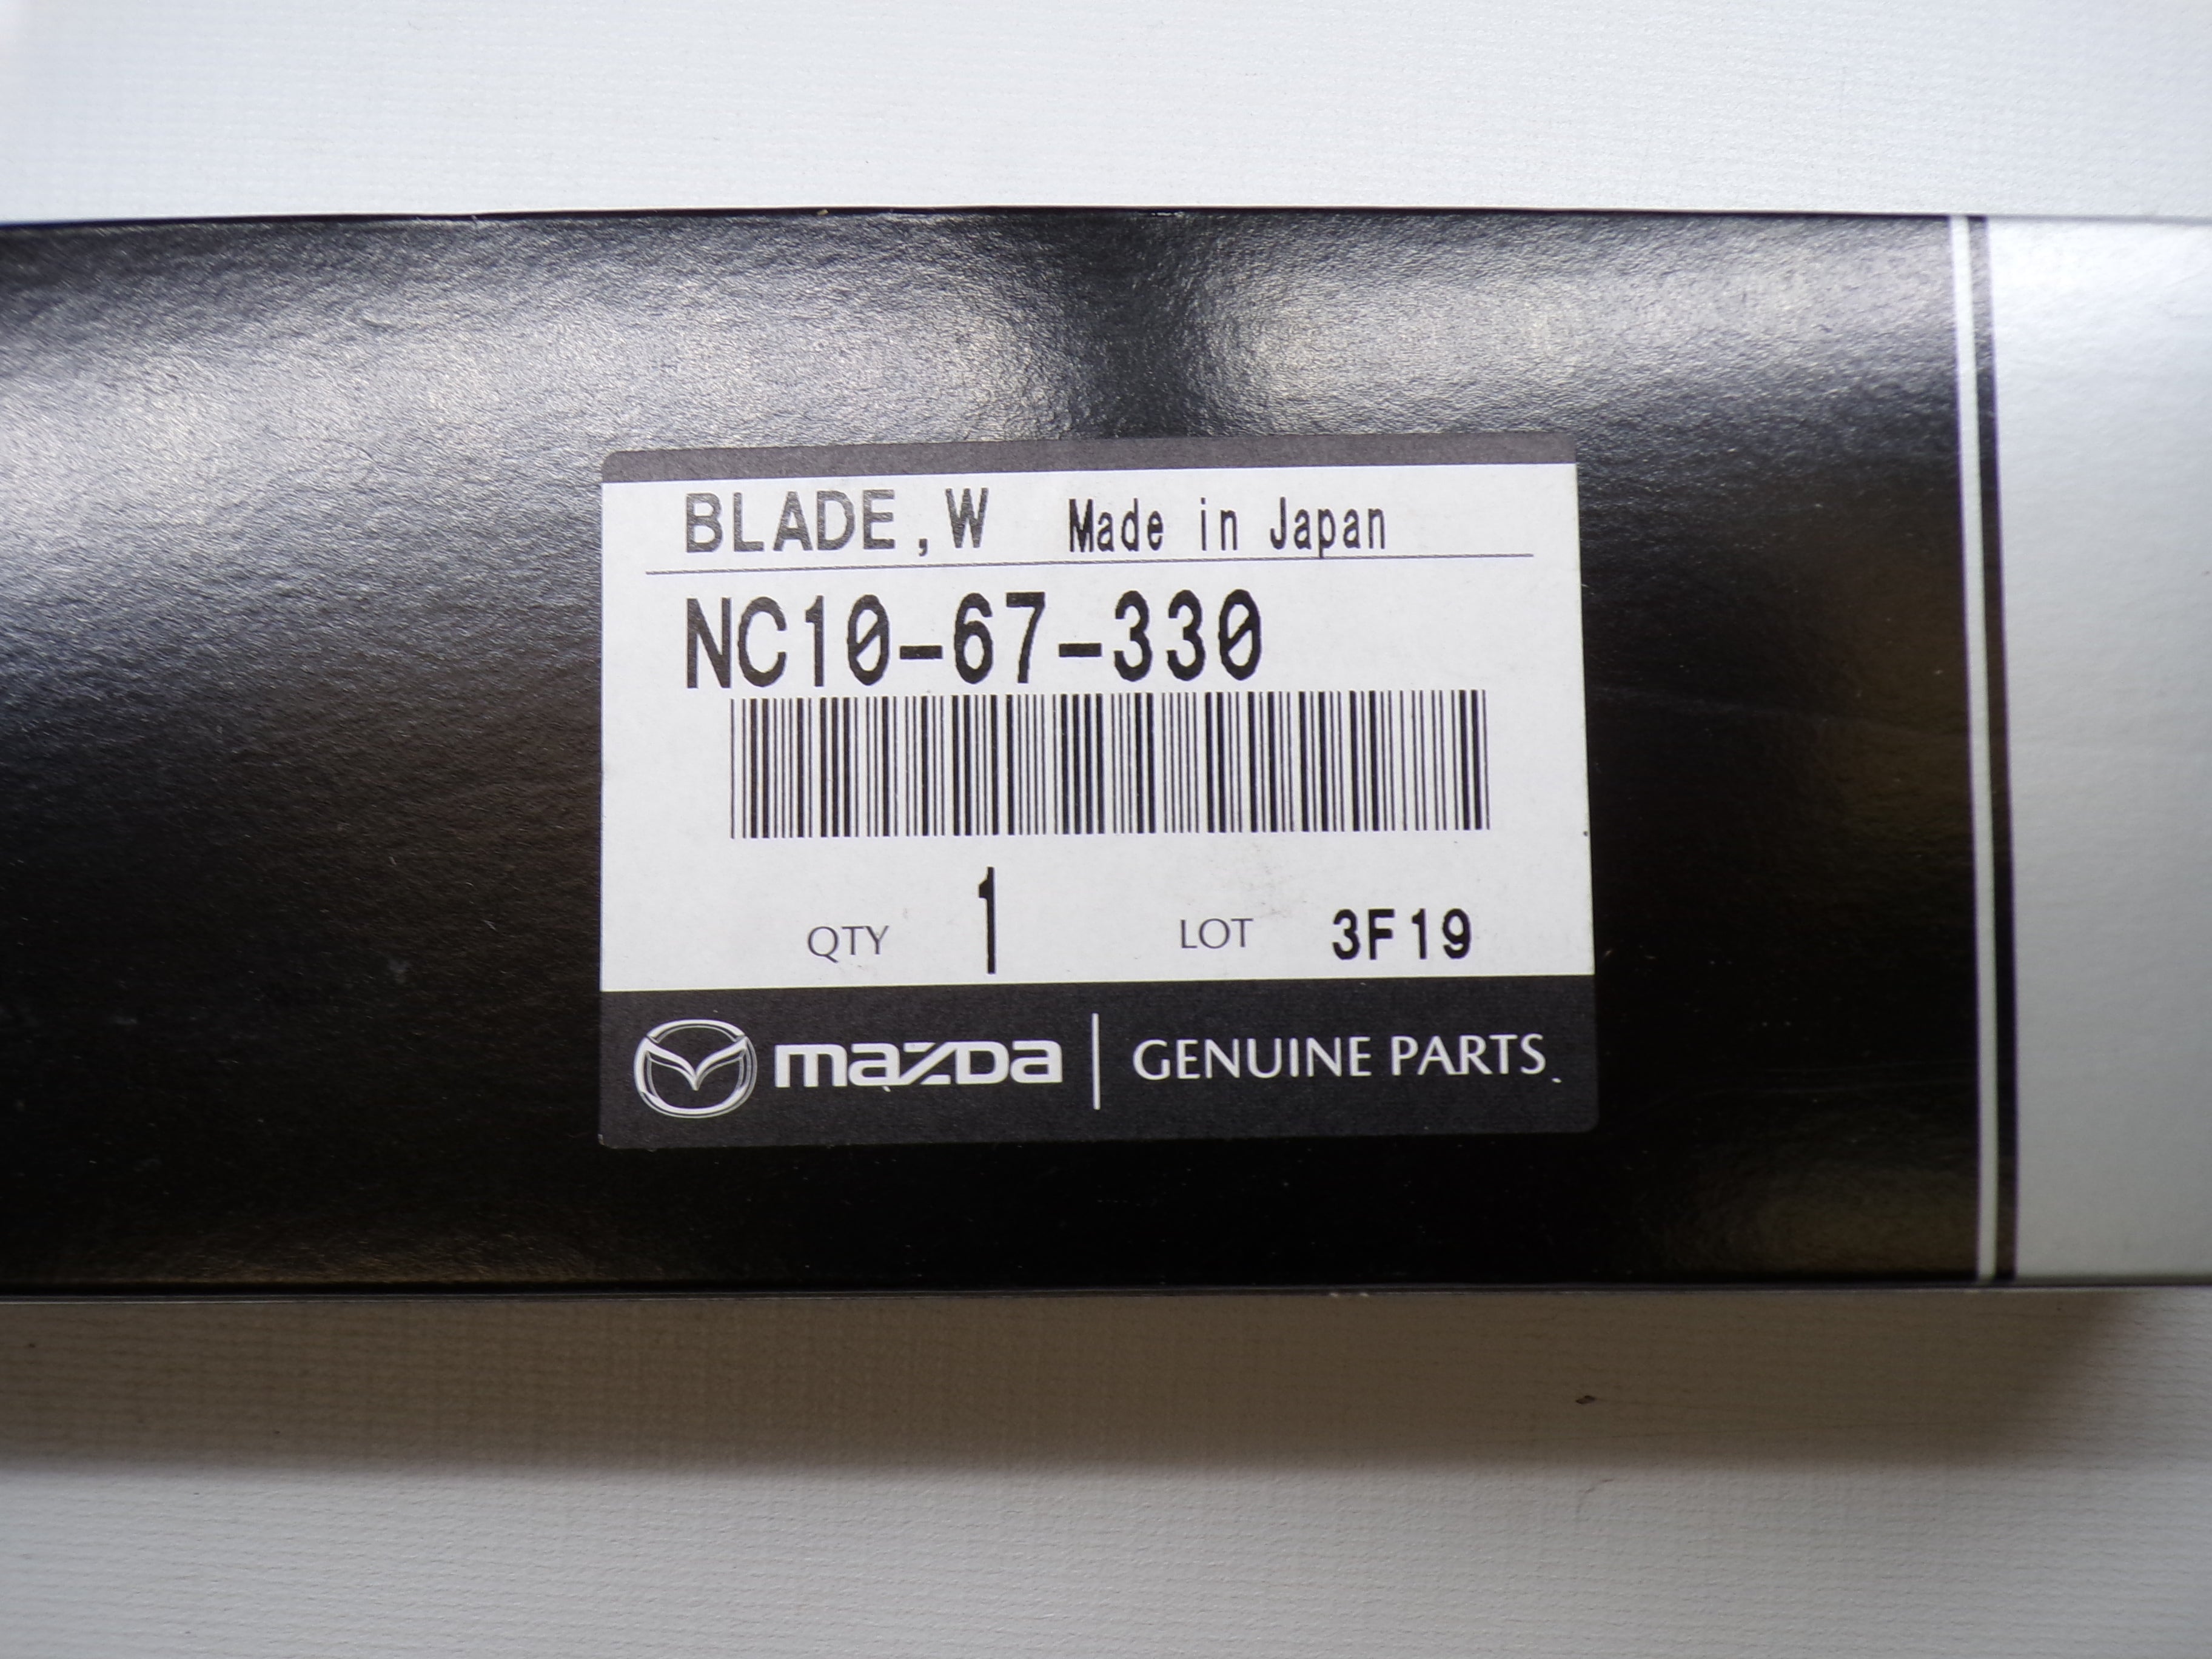 BLADE,W Made in Japan
NC10-67-330
QTY 1 LOT 3F19
mazda GENUINE PARTS